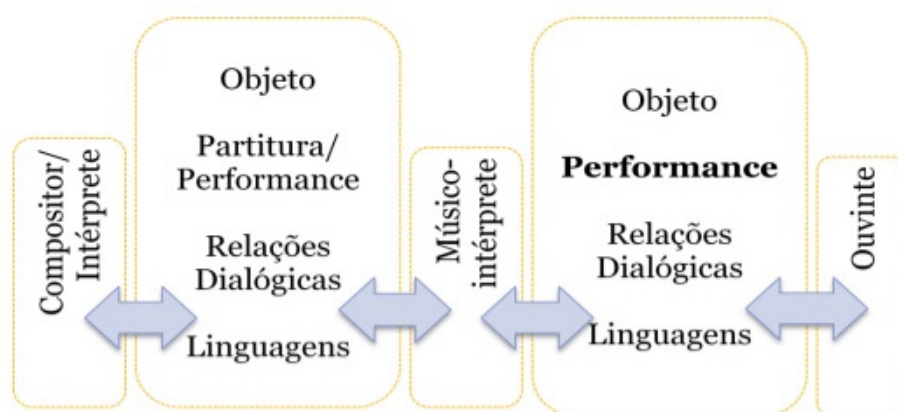 Compositor/
Intérprete
Objeto
Partitura/
Performance
Relações
Dialógicas
Linguagens
Músico-
intérprete
Objeto
Performance
Relações
Dialógicas
Linguagens
Ouvinte